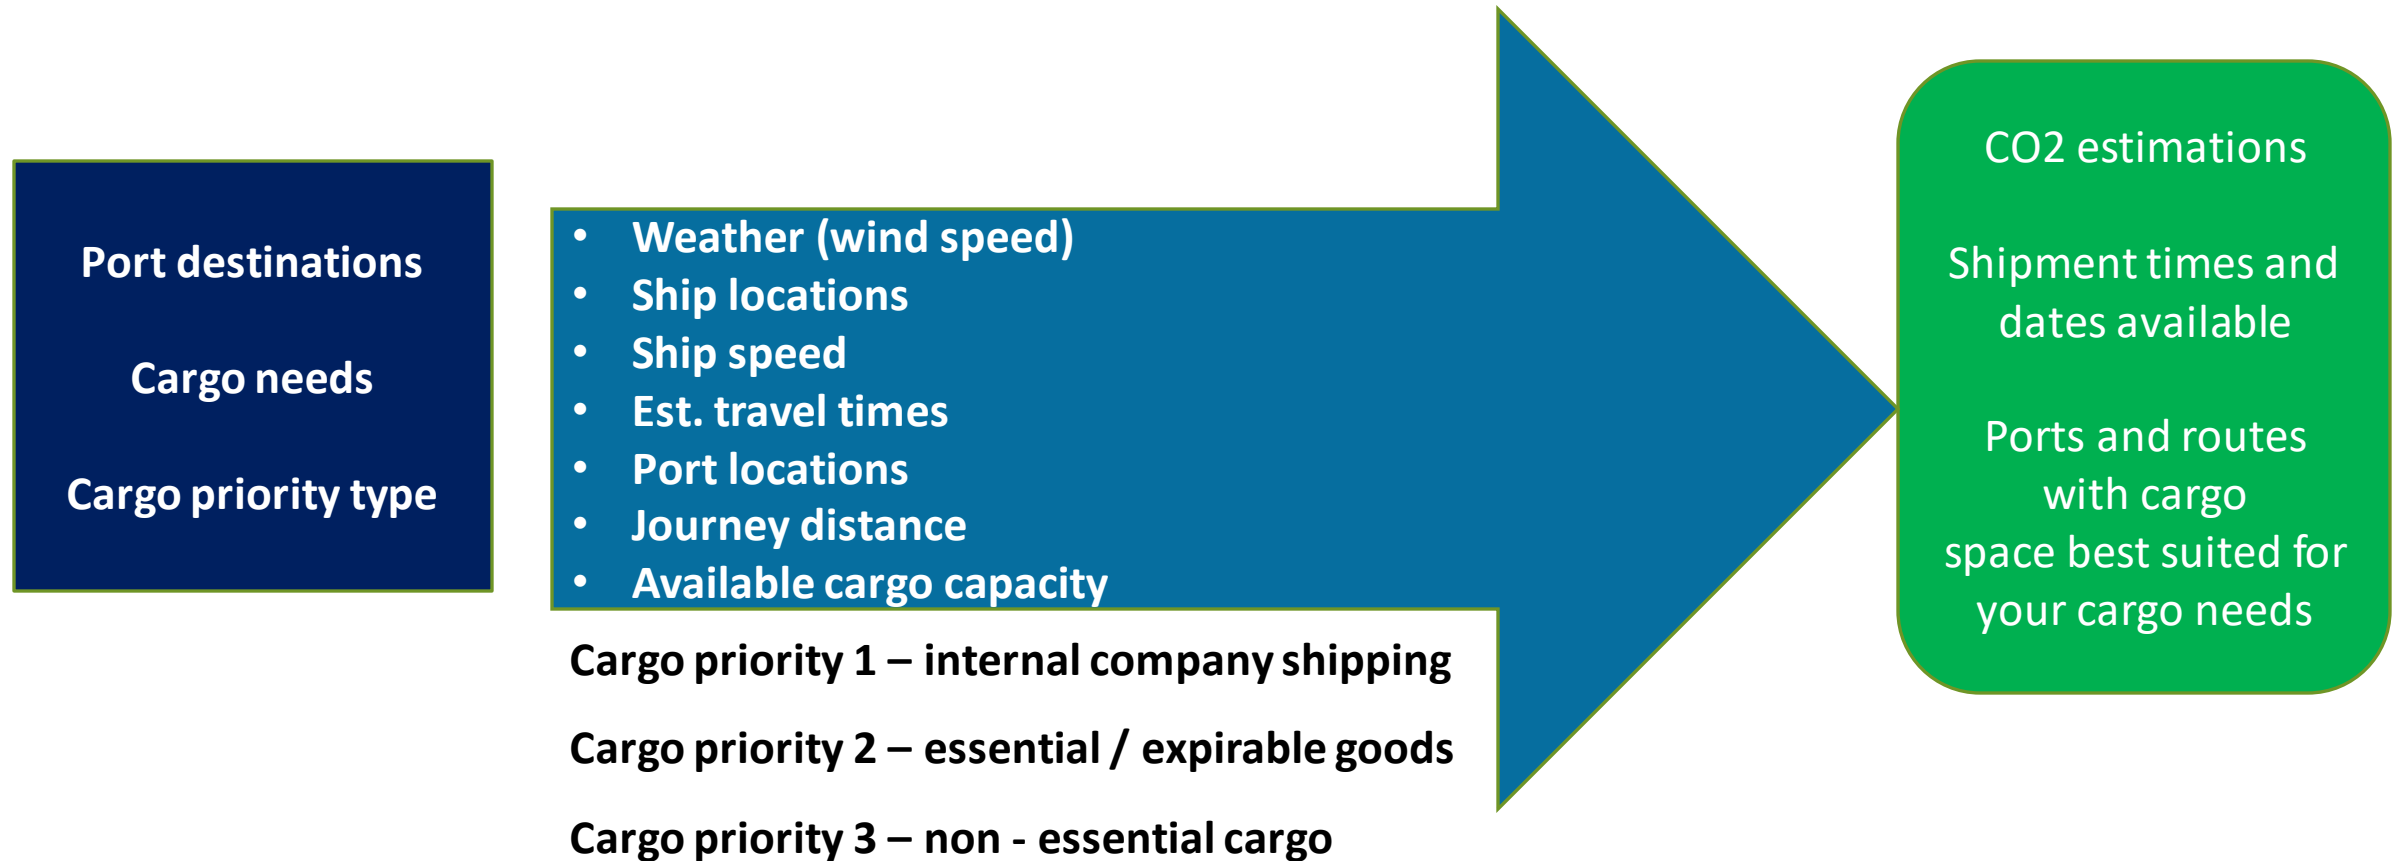 Port destinations
Cargo needs
Cargo priority type
• Weather (wind speed)
• Ship locations
• Ship speed
• Est. travel times
• Port locations
• Journey distance
• Available cargo capacity
Cargo priority 1 – internal company shipping
Cargo priority 2 – essential / expirable goods
Cargo priority 3 – non - essential cargo
CO2 estimations
Shipment times and
dates available
Ports and routes
with cargo
space best suited for
your cargo needs